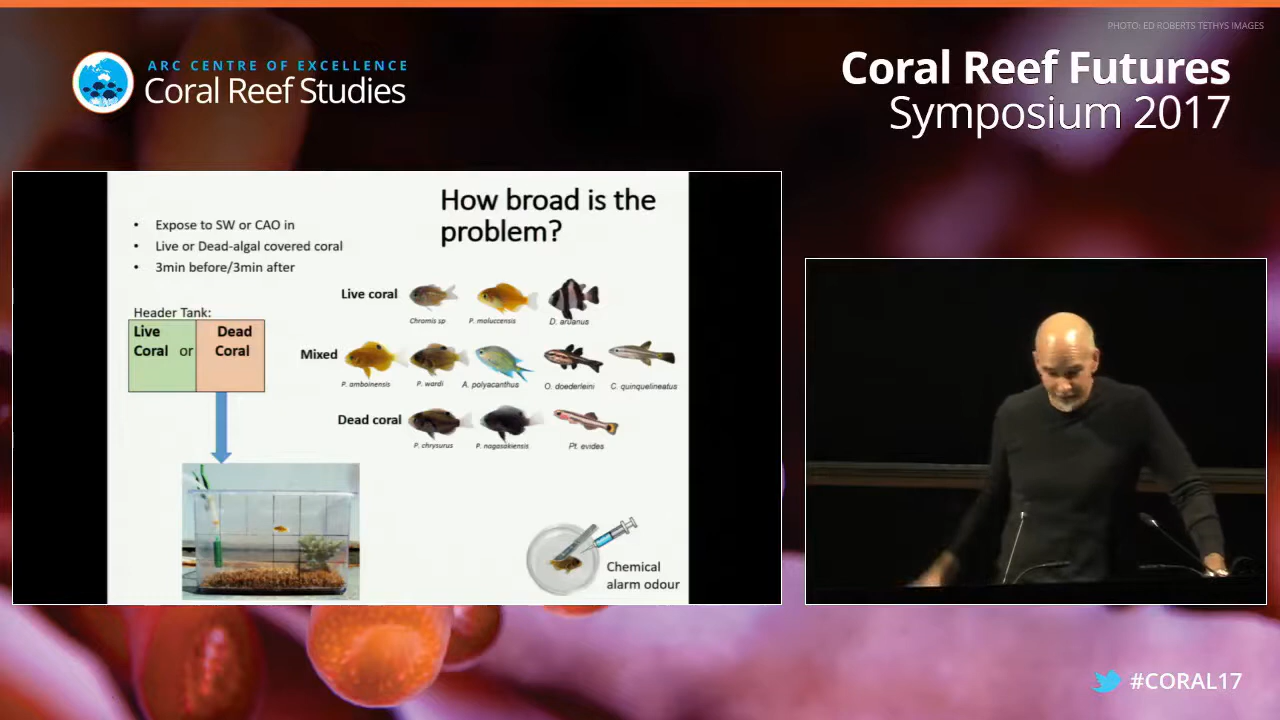 PHOTO: ED ROBERTS TETHYS IMAGES
ARC CENTRE OF EXCELLENCE
Coral Reef Studies
Coral Reef Futures
Symposium 2017
How broad is the
problem?
• Expose to SW or CAO in
• Live or Dead-algal covered coral
• 3min before/3min after
Header Tank:
Live Dead
Coral or Coral
Live coral
Chromis sp P. moluccensis D. aruanus
Mixed
P. amboinensis P. wardi A. polyacanthus O. doederleini C. quinquelineatus
Dead coral
P. chrysurus P. nagasakiensis Pt. evides
Chemical
alarm odour
#CORAL17